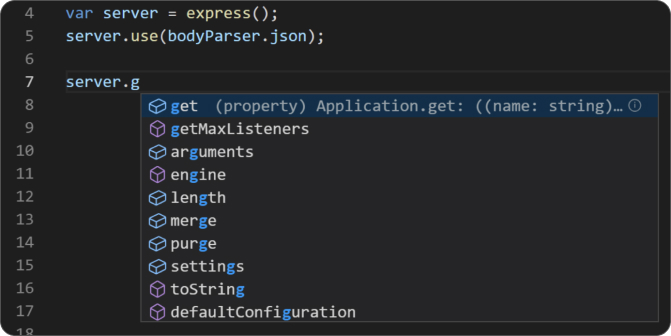 4 var server = express();
5 server.use(bodyParser.json);
6
7 server.g
8 get (property) Application.get: ((name: string)…
9 getMaxListeners
10 arguments
11 engine
12 length
13 merge
14 purge
15 settings
16 toString
17 defaultConfiguration
18